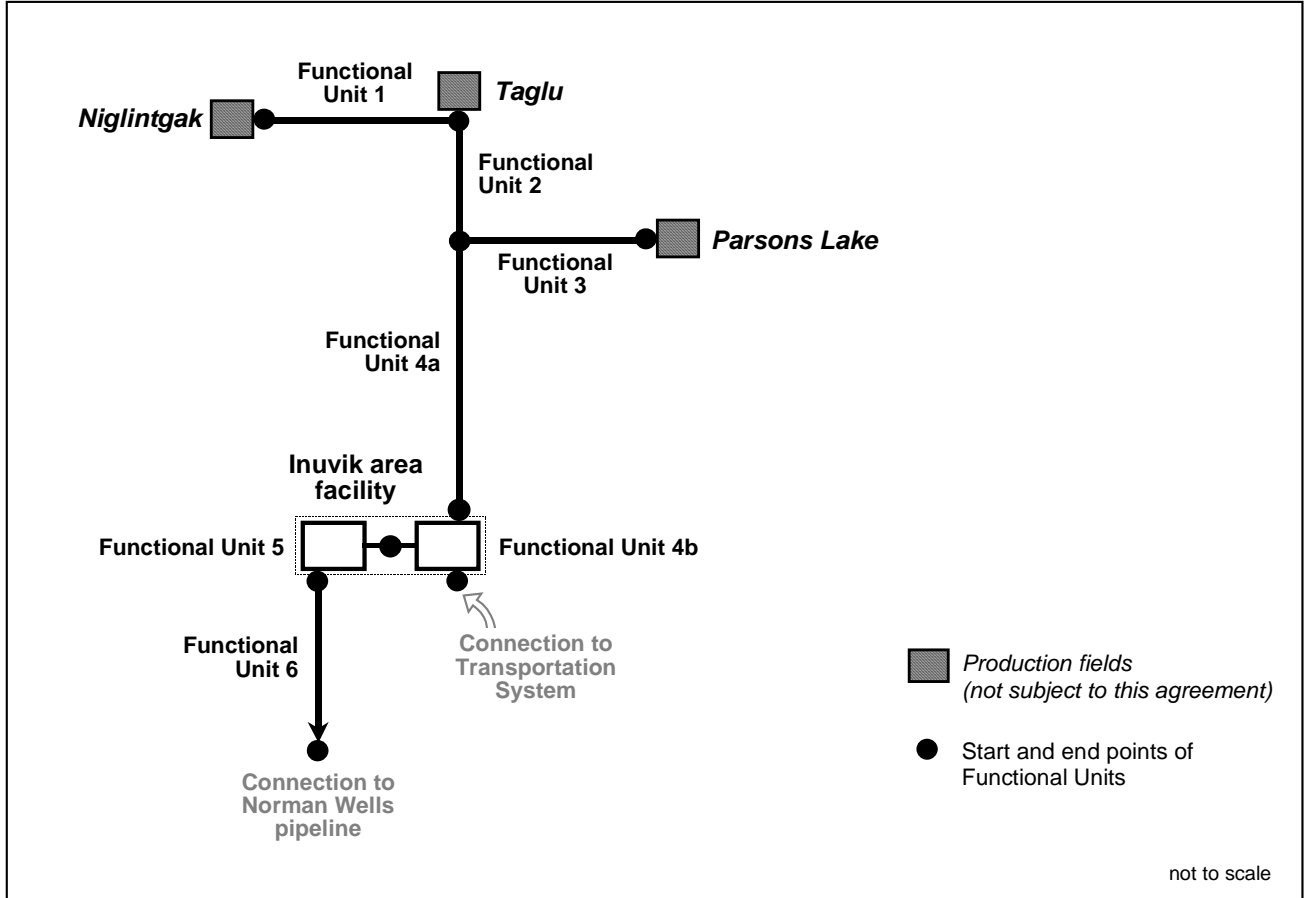 Functional
Unit 1
Taglu
Niglintgak
Functional
Unit 2
Parsons Lake
Functional
Unit 3
Functional
Unit 4a
Inuvik area
facility
Functional Unit 5
Functional Unit 4b
Functional
Unit 6
Connection to
Transportation
System
Connection to
Norman Wells
pipeline
Production fields
(not subject to this agreement)
Start and end points of
Functional Units
not to scale